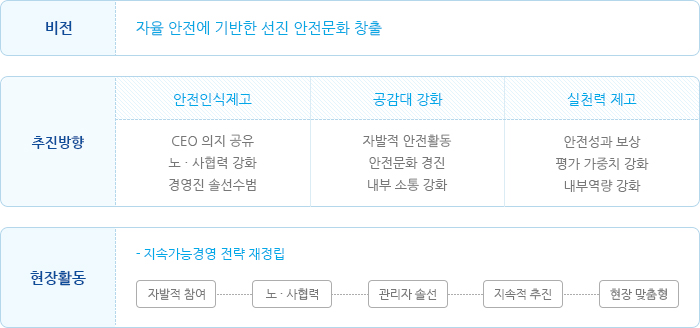 비전
자율 안전에 기반한 선진 안전문화 창출
추진방향
안전인식제고
CEO 의지 공유
노 · 사협력 강화
경영진 솔선수범
공감대 강화
자발적 안전활동
안전문화 경진
내부 소통 강화
실천력 제고
안전성과 보상
평가 가중치 강화
내부역량 강화
현장활동
- 지속가능경영 전략 재정립
자발적 참여
노 · 사협력
관리자 솔선
지속적 추진
현장 맞춤형